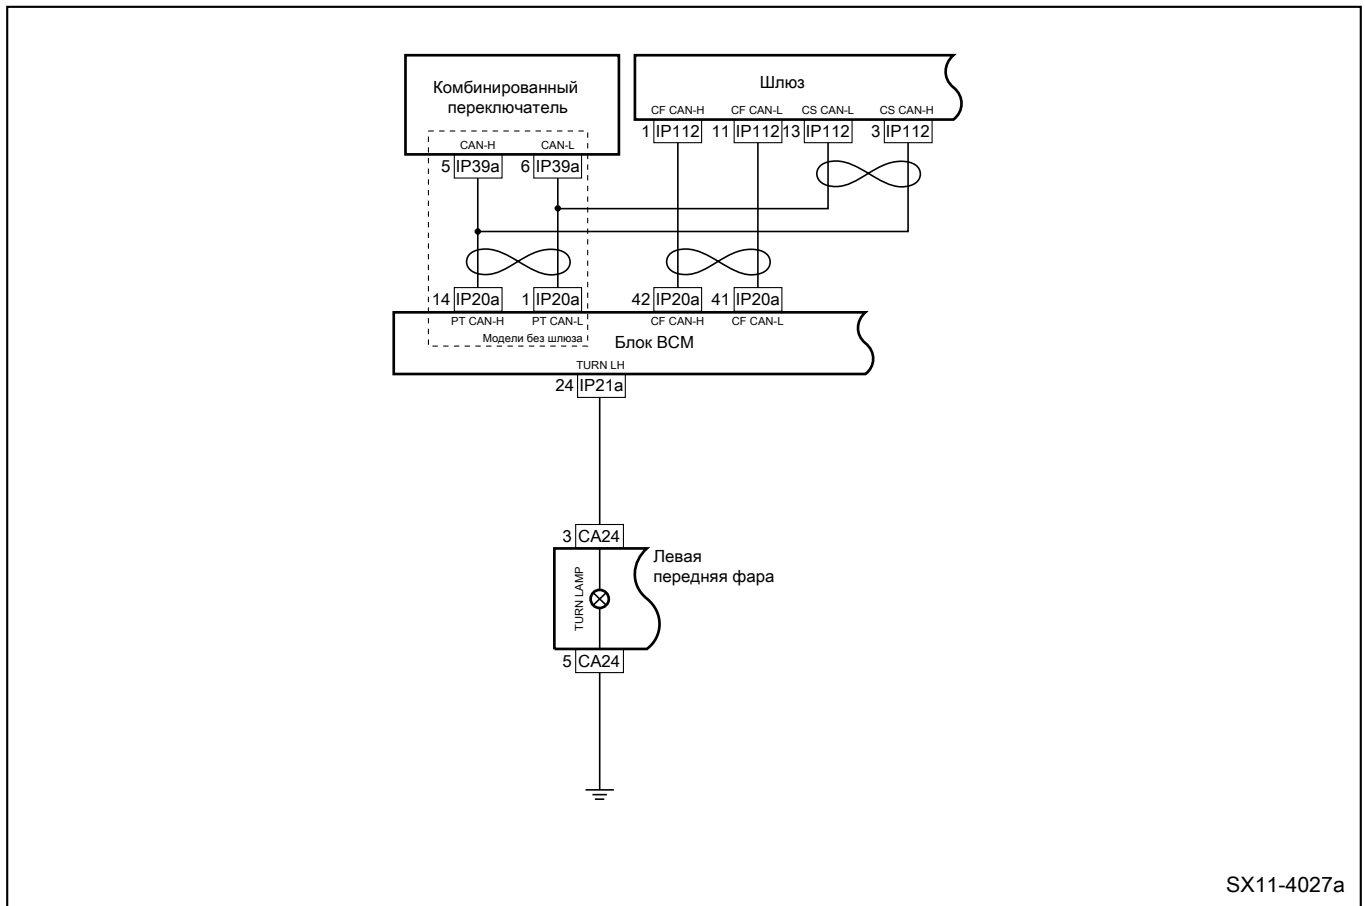 Комбинированный
переключатель
Шлюз
CF CAN-H CF CAN-L CS CAN-L CS CAN-H
1 IP112 11 IP112 13 IP112 3 IP112
CAN-H CAN-L
5 IP39a 6 IP39a
14 IP20a 1 IP20a 42 IP20a 41 IP20a
PT CAN-H PT CAN-L CF CAN-H CF CAN-L
Модели без шлюза
Блок BCM
TURN LH
24 IP21a
3 CA24
Левая
передняя фара
TURN LAMP
5 CA24
SX11-4027a